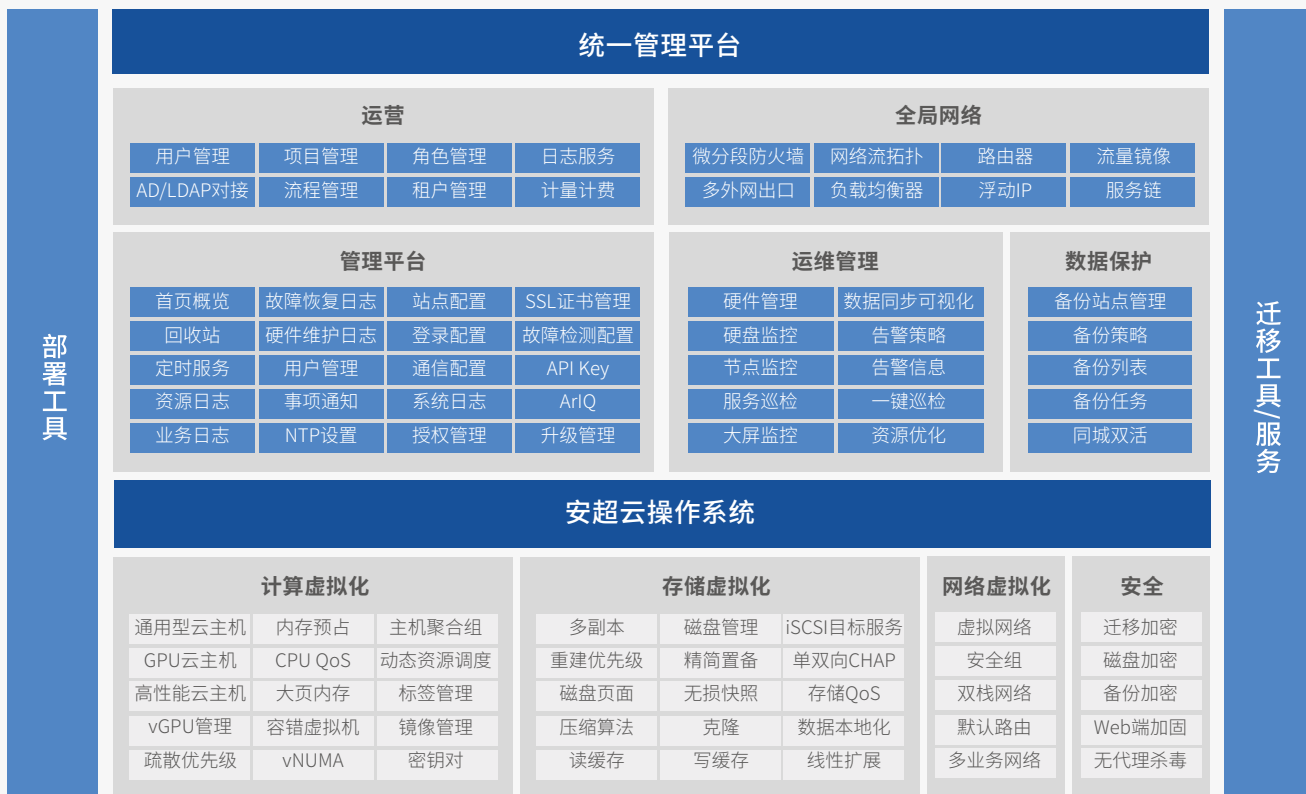 部署工具
统一管理平台
运营
用户管理 项目管理 角色管理 日志服务
AD/LDAP对接 流程管理 租户管理 计量计费
全局网络
微分段防火墙 网络流拓扑 路由器 流量镜像
多外网出口 负载均衡器 浮动IP 服务链
管理平台
首页概览 故障恢复日志 站点配置 SSL证书管理
回收站 硬件维护日志 登录配置 故障检测配置
定时服务 用户管理 通信配置 API Key
资源日志 事项通知 系统日志 ArIQ
业务日志 NTP设置 授权管理 升级管理
运维管理
硬件管理 数据同步可视化
硬盘监控 告警策略
节点监控 告警信息
服务巡检 一键巡检
大屏监控 资源优化
数据保护
备份站点管理
备份策略
备份列表
备份任务
同城双活
安超云操作系统
计算虚拟化
通用型云主机 内存预占 主机聚合组
GPU云主机 CPU QoS 动态资源调度
高性能云主机 大页内存 标签管理
vGPU管理 容错虚拟机 镜像管理
疏散优先级 vNUMA 密钥对
存储虚拟化
多副本 磁盘管理 iSCSI目标服务
重建优先级 精简置备 单双向CHAP
磁盘页面 无损快照 存储QoS
压缩算法 克隆 数据本地化
读缓存 写缓存 线性扩展
网络虚拟化
虚拟网络
安全组
双栈网络
默认路由
多业务网络
安全
迁移加密
磁盘加密
备份加密
Web端加固
无代理杀毒
迁移工具/服务